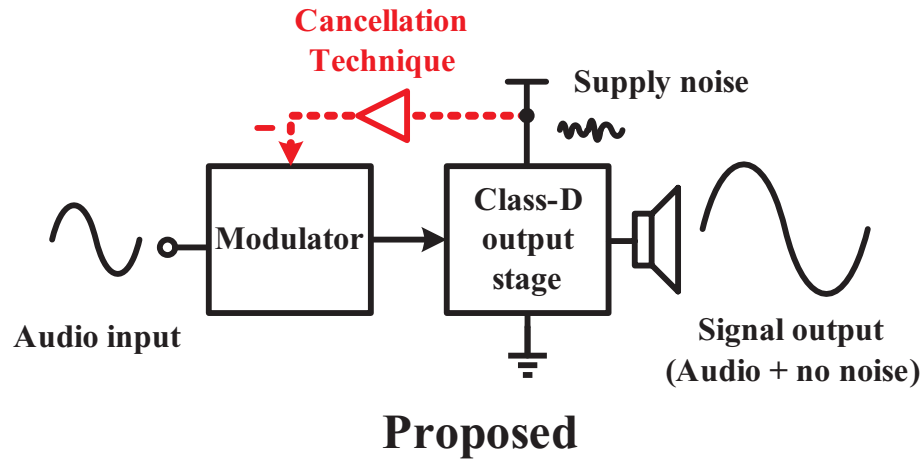 Cancellation
Technique
Supply noise
–
Modulator
Class-D
output
stage
Audio input
Signal output
(Audio + no noise)
Proposed